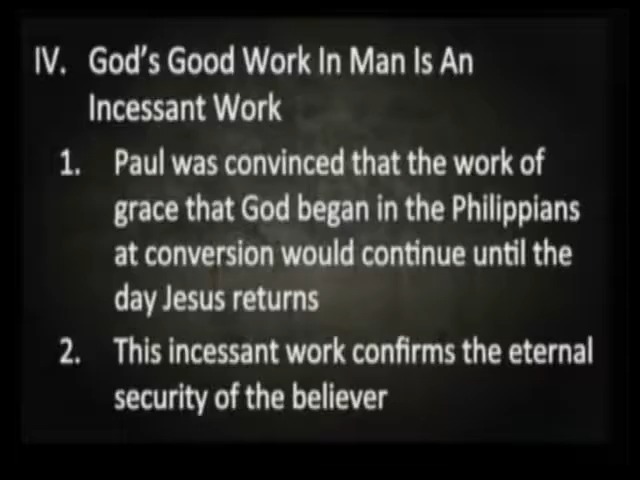 IV. God's Good Work In Man Is An
Incessant Work
1. Paul was convinced that the work of
grace that God began in the Philippians
at conversion would continue until the
day Jesus returns
2. This incessant work confirms the eternal
security of the believer